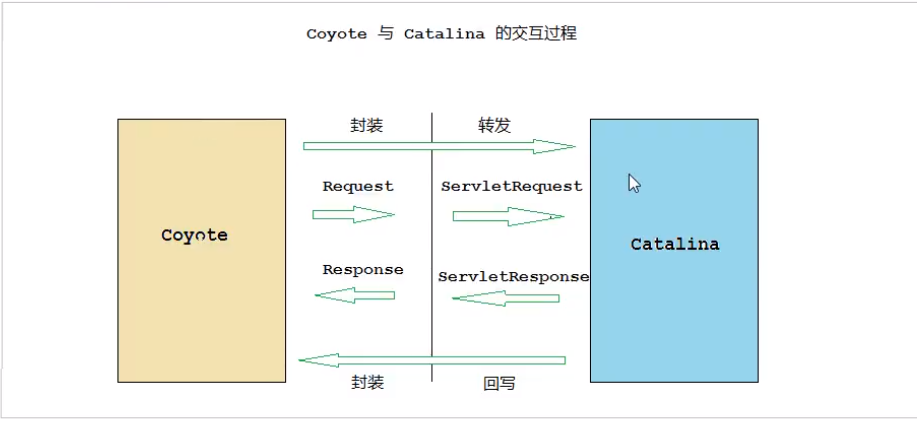 Coyote 与 Catalina 的交互过程
封装 转发
Request ServletRequest
Coyote
Catalina
Response ServletResponse
封装 回写